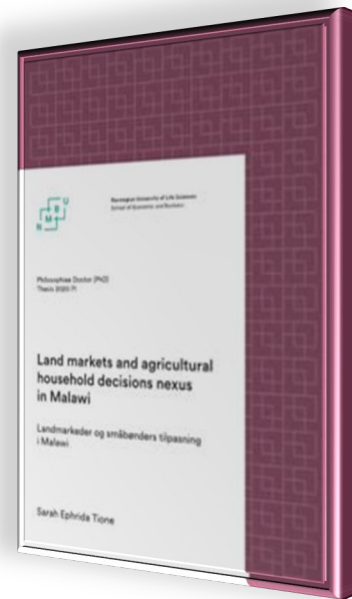 N M B U
Norwegian University of Life Sciences
School of Economics and Business
Philosophiae Doctor (PhD)
Thesis 2020:71
Land markets and agricultural
household decisions nexus
in Malawi
Landmarkeder og småbønders tilpasning
i Malawi
Sarah Ephrida Tione